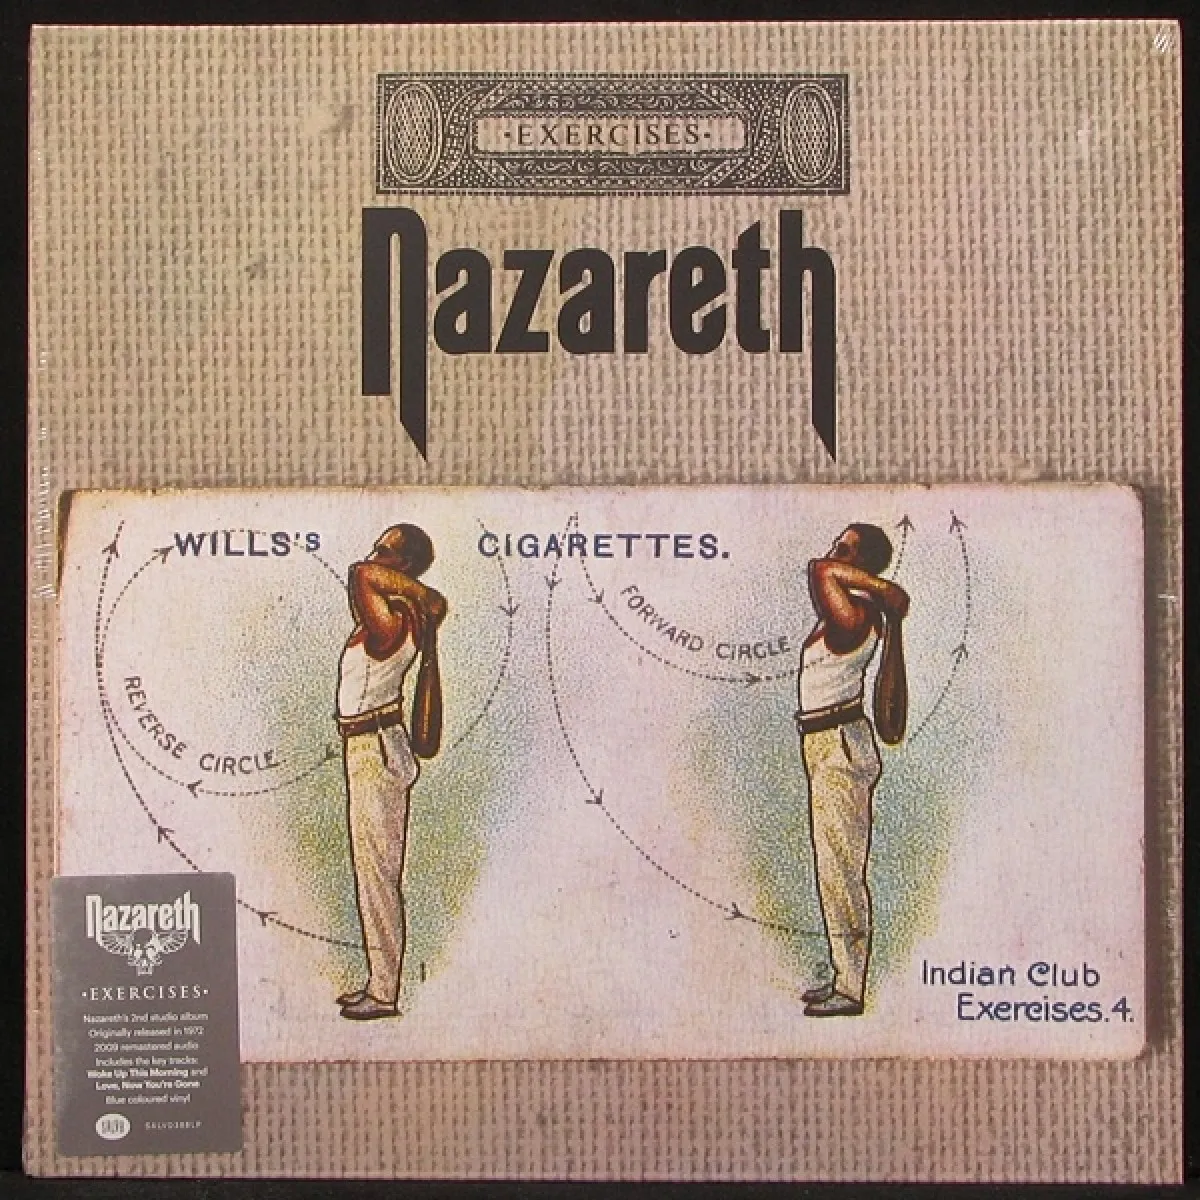 ·EXERCISES·
Nazareth
WILLS'S CIGARETTES.
FORWARD CIRCLE
REVERSE CIRCLE
1
2
Indian Club
Exercises.4.
Nazareth
·EXERCISES·
Nazareth's 2nd studio album
Originally released in 1972
2009 remastered audio
Includes the key tracks:
Woke Up This Morning and
Love, Now You're Gone
Blue coloured vinyl
SALVO388LP